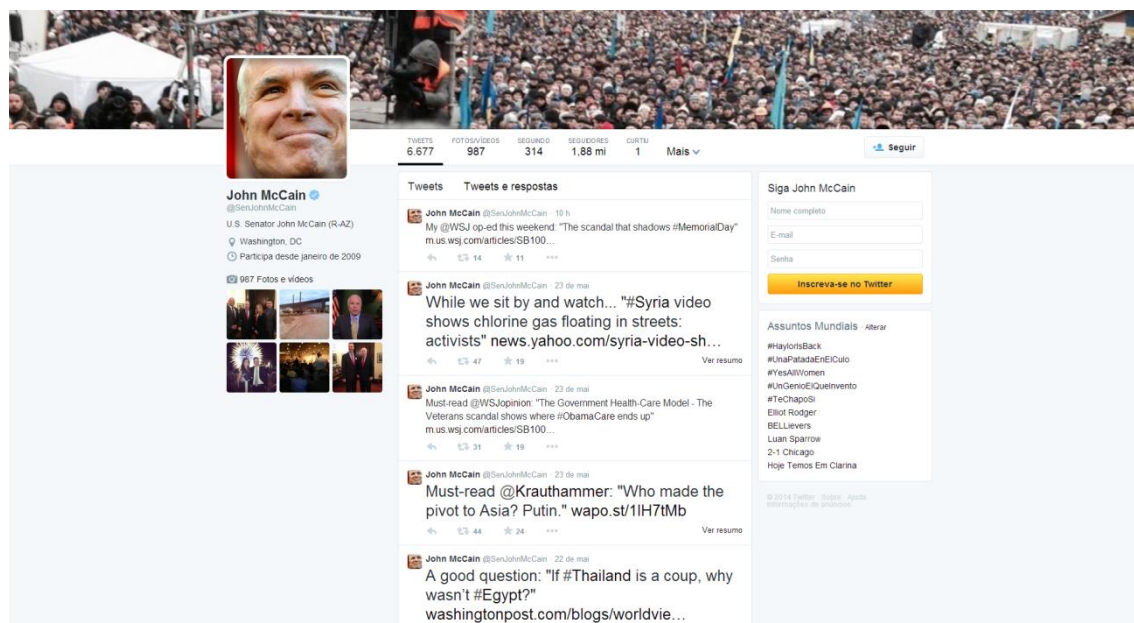 TWEETS
6.677
FOTOS/VÍDEOS
987
SEGUINDO
314
SEGUIDORES
1,88 mi
CURTIU
1
Mais
Seguir
John McCain
@SenJohnMcCain
U.S. Senator John McCain (R-AZ)
Washington, DC
Participa desde janeiro de 2009
987 Fotos e vídeos
Tweets Tweets e respostas
John McCain @SenJohnMcCain · 10 h
My @WSJ op-ed this weekend: "The scandal that shadows #MemorialDay"
m.us.wsj.com/articles/SB100…
14 11
John McCain @SenJohnMcCain · 23 de mai
While we sit by and watch... "#Syria video
shows chlorine gas floating in streets:
activists" news.yahoo.com/syria-video-sh…
47 19 Ver resumo
John McCain @SenJohnMcCain · 23 de mai
Must-read @WSJopinion: "The Government Health-Care Model - The
Veterans scandal shows where #ObamaCare ends up"
m.us.wsj.com/articles/SB100…
31 19
John McCain @SenJohnMcCain · 23 de mai
Must-read @Krauthammer: "Who made the
pivot to Asia? Putin." wapo.st/1lH7tMb
44 24 Ver resumo
John McCain @SenJohnMcCain · 22 de mai
A good question: "If #Thailand is a coup, why
wasn't #Egypt?"
washingtonpost.com/blogs/worldvie…
Siga John McCain
Nome completo
E-mail
Senha
Inscreva-se no Twitter
Assuntos Mundiais · Alterar
#HaylorIsBack
#UnaPatadaEnElCulo
#YesAllWomen
#UnGenioElQueInvento
#TeChapoSi
Elliot Rodger
BELLievers
Luan Sparrow
2-1 Chicago
Hoje Temos Em Clarina
© 2014 Twitter Sobre Ajuda
Informações de anúncios